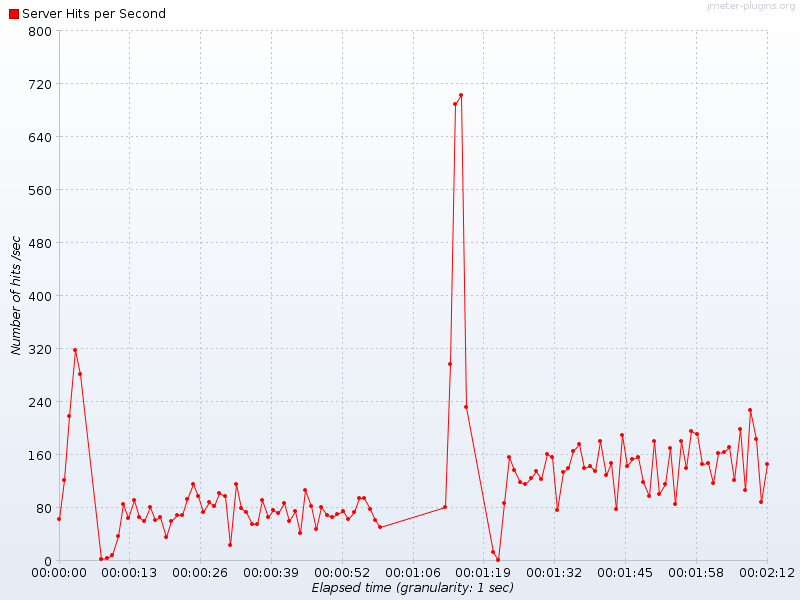 jmeter-plugins.org
Server Hits per Second
800
720
640
560
480
400
320
240
160
80
0
Number of hits /sec
00:00:00 00:00:13 00:00:26 00:00:39 00:00:52 00:01:06 00:01:19 00:01:32 00:01:45 00:01:58 00:02:12
Elapsed time (granularity: 1 sec)